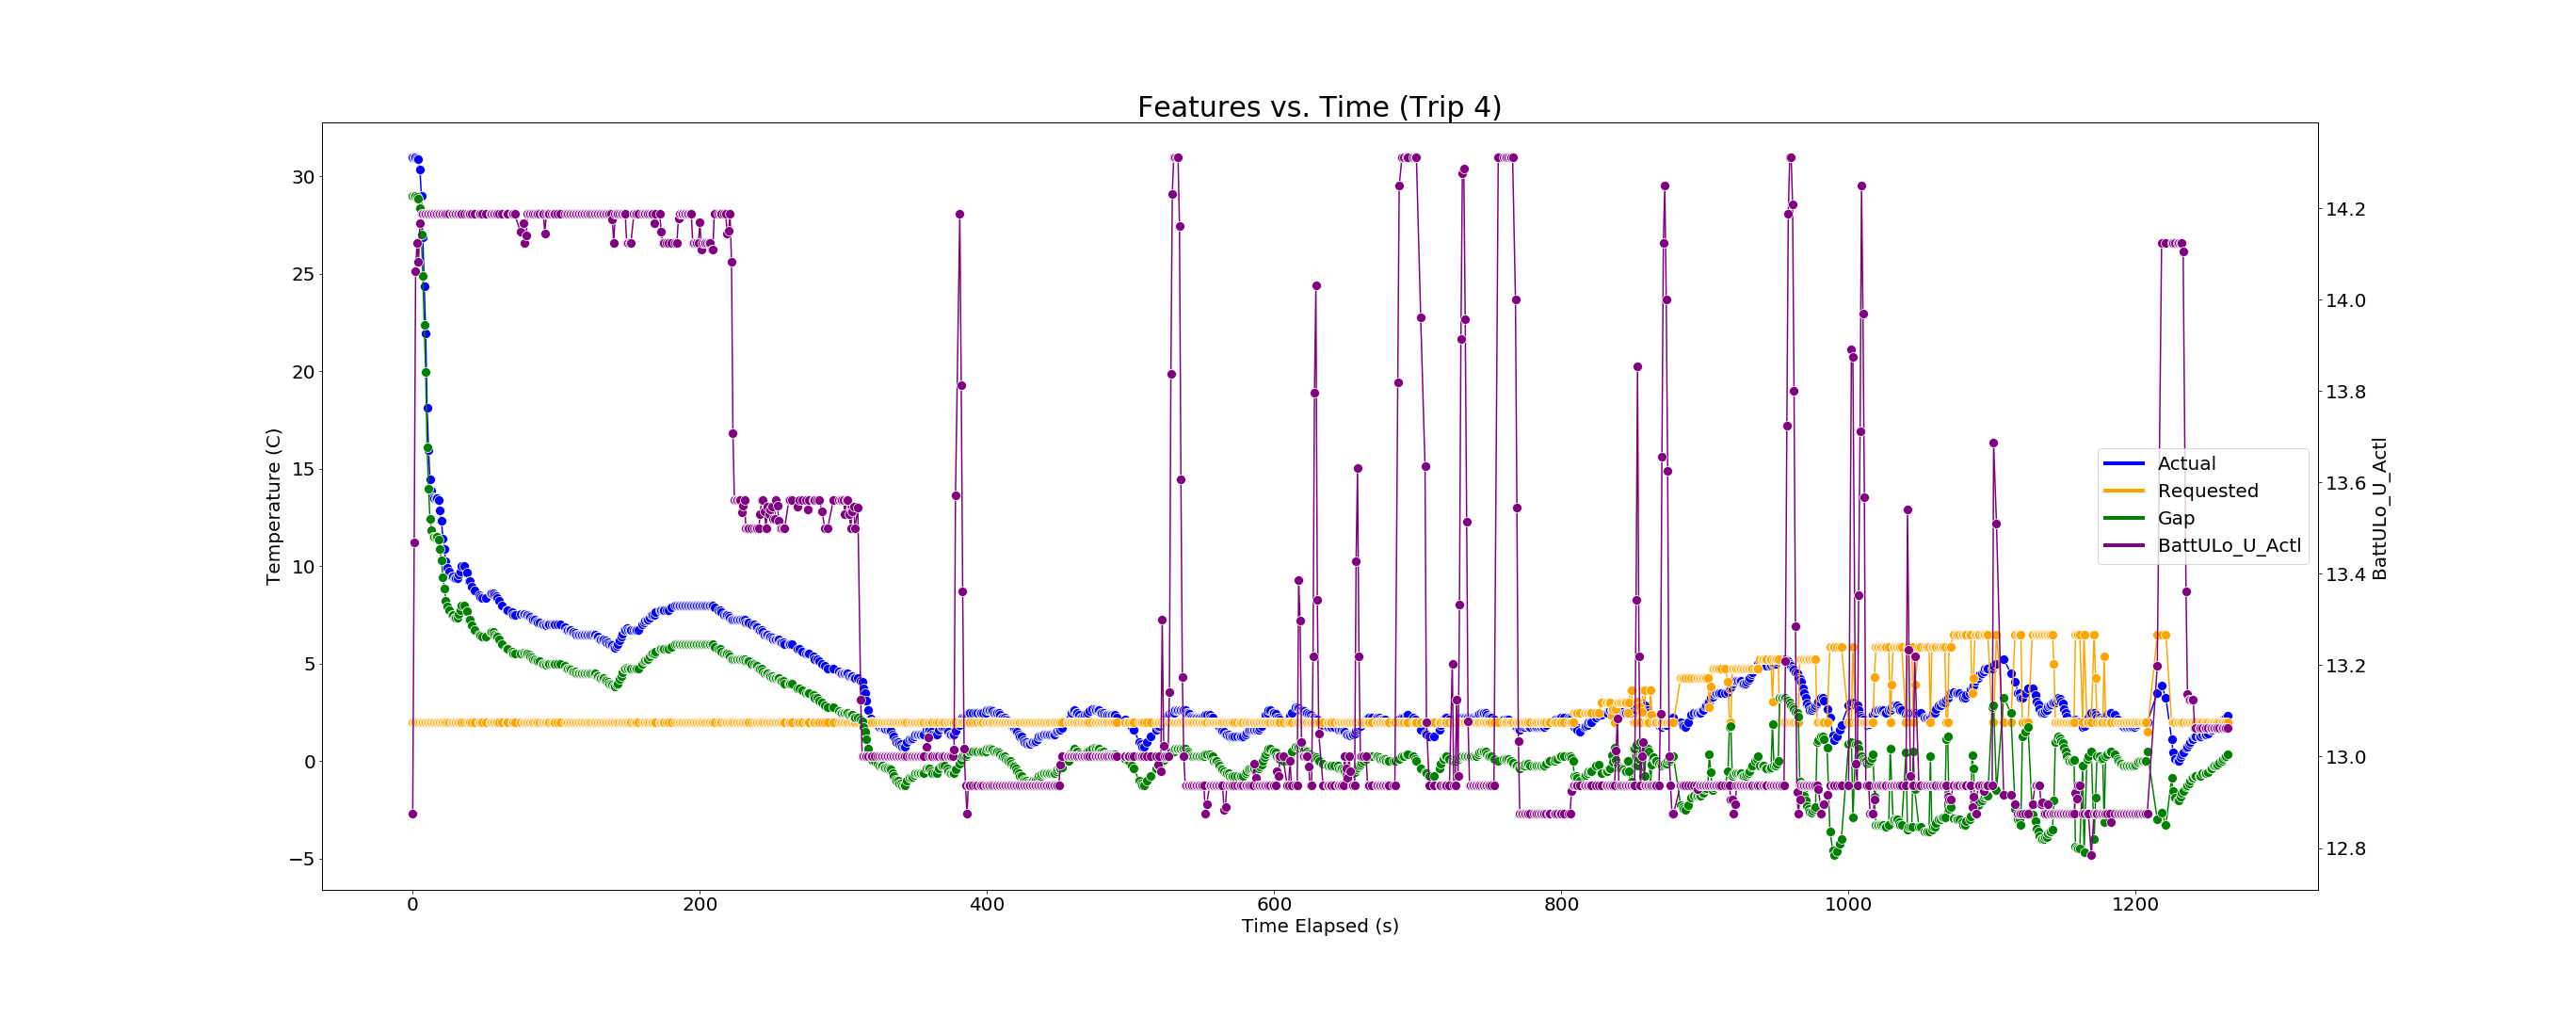 Features vs. Time (Trip 4)
Temperature (C)
30
25
20
15
10
5
0
−5
14.2
14.0
13.8
13.6
13.4
13.2
13.0
12.8
BattULo_U_Actl
Actual
Requested
Gap
BattULo_U_Actl
0
200
400
600
800
1000
1200
Time Elapsed (s)